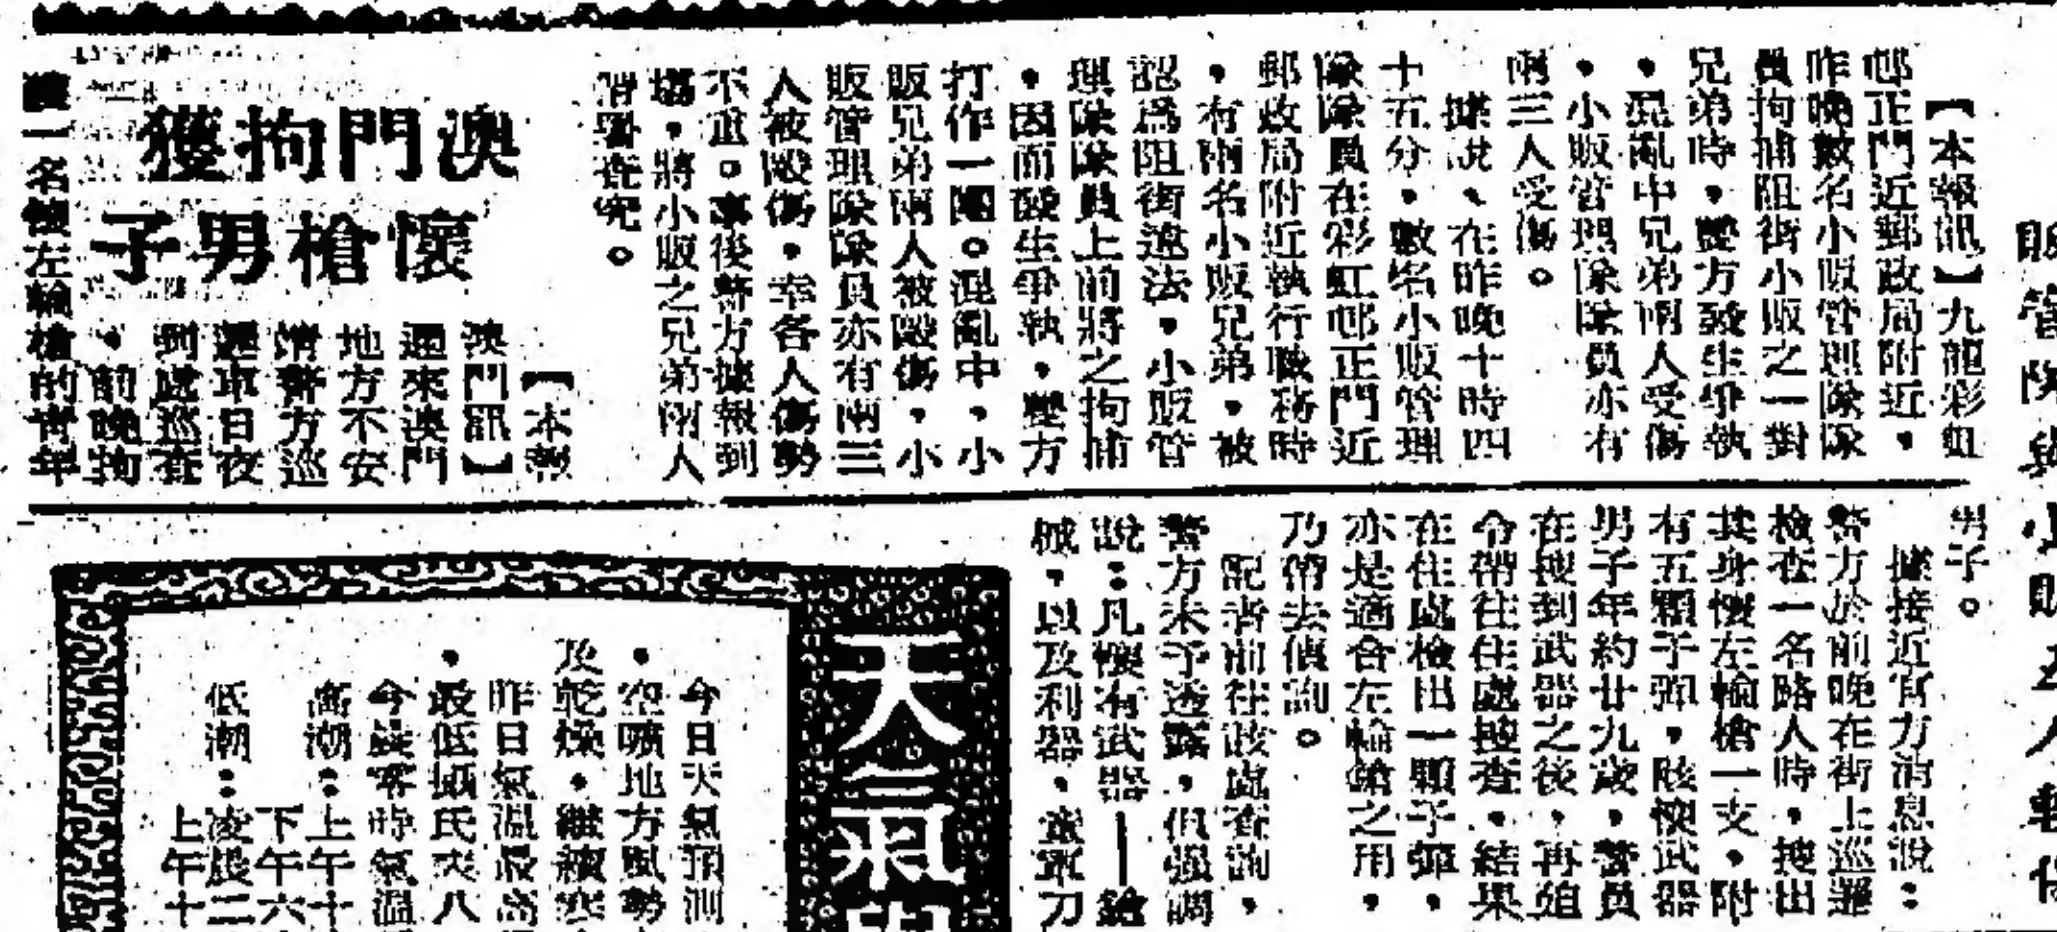 【本報訊】九龍彩虹
邨正門近郵政局附近，
昨晚數名小販管理隊隊
員拘捕阻街小販之一對
兄弟時，雙方發生爭執
，混亂中兄弟兩人受傷
，小販管理隊隊員亦有
兩三人受傷。
據說、在昨晚十時四
十五分，數名小販管理
隊隊員在彩虹邨正門近
郵政局附近執行職務時
，有兩名小販兄弟，被
認爲阻街違法，小販管
理隊隊員上前將之拘捕
，因而發生爭執，雙方
打作一團。混亂中，小
販兄弟兩人被毆傷，小
販管理隊隊員亦有兩三
人被毆傷，幸各人傷勢
不重。事後警方據報到
場，將小販之兄弟兩人
帶署查究。
澳門拘獲
懷槍男子
【本報
澳門訊】
邇來澳門
地方不安
靖警方巡
邏車日夜
到處巡查
，前晚拘
獲一名懷左輪槍的青年
男子。
據接近官方消息說：
警方於前晚在街上巡邏
檢查一名路人時，搜出
其身懷左輪槍一支，附
有五顆子彈，該懷武器
男子年約廿九歲，警員
在搜到武器之後，再廹
令帶往住處搜查，結果
在住處檢出一顆子彈，
亦是適合左輪鎗之用，
乃帶去偵訊。
記者前往該處查詢，
警方未予透露，但强調
說：凡懷有武器——鎗
械，以及利器，
天氣
今日天氣預測
，空曠地方風勢
及乾燥，繼續寒
昨日氣溫最高
，最低攝氏
今晨零時氣溫
高潮：上午十
下午六
低潮：凌晨二
上午十